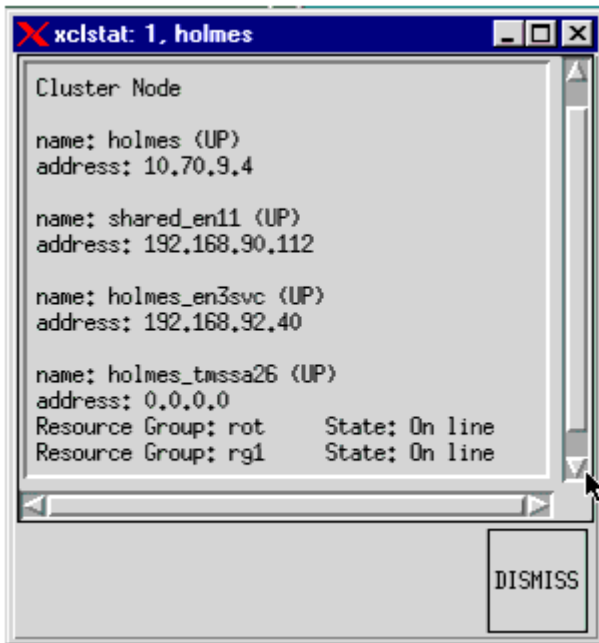 xclstat: 1, holmes
Cluster Node
name: holmes (UP)
address: 10.70.9.4
name: shared_en11 (UP)
address: 192.168.90.112
name: holmes_en3svc (UP)
address: 192.168.92.40
name: holmes_tmssa26 (UP)
address: 0.0.0.0
Resource Group: rot State: On line
Resource Group: rg1 State: On line
DISMISS